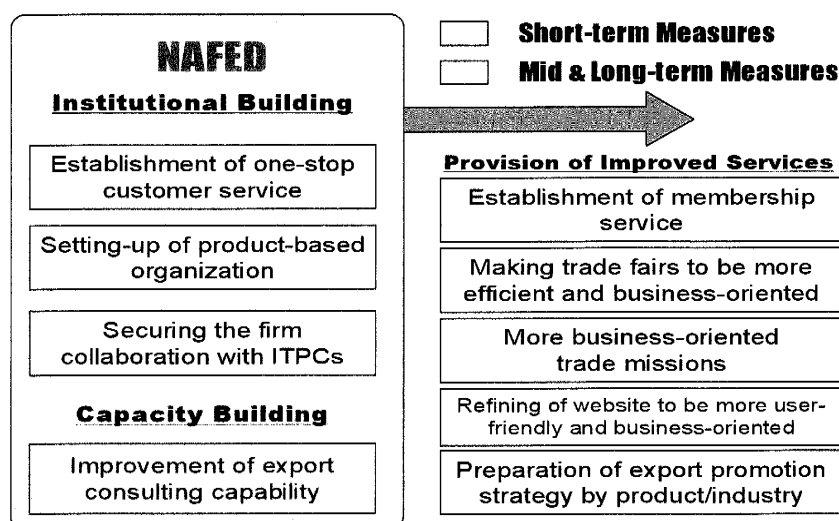 NAFED
Institutional Building
Establishment of one-stop
customer service
Setting-up of product-based
organization
Securing the firm
collaboration with ITPCs
Capacity Building
Improvement of export
consulting capability
Short-term Measures
Mid & Long-term Measures
Provision of Improved Services
Establishment of membership
service
Making trade fairs to be more
efficient and business-oriented
More business-oriented
trade missions
Refining of website to be more user-
friendly and business-oriented
Preparation of export promotion
strategy by product/industry